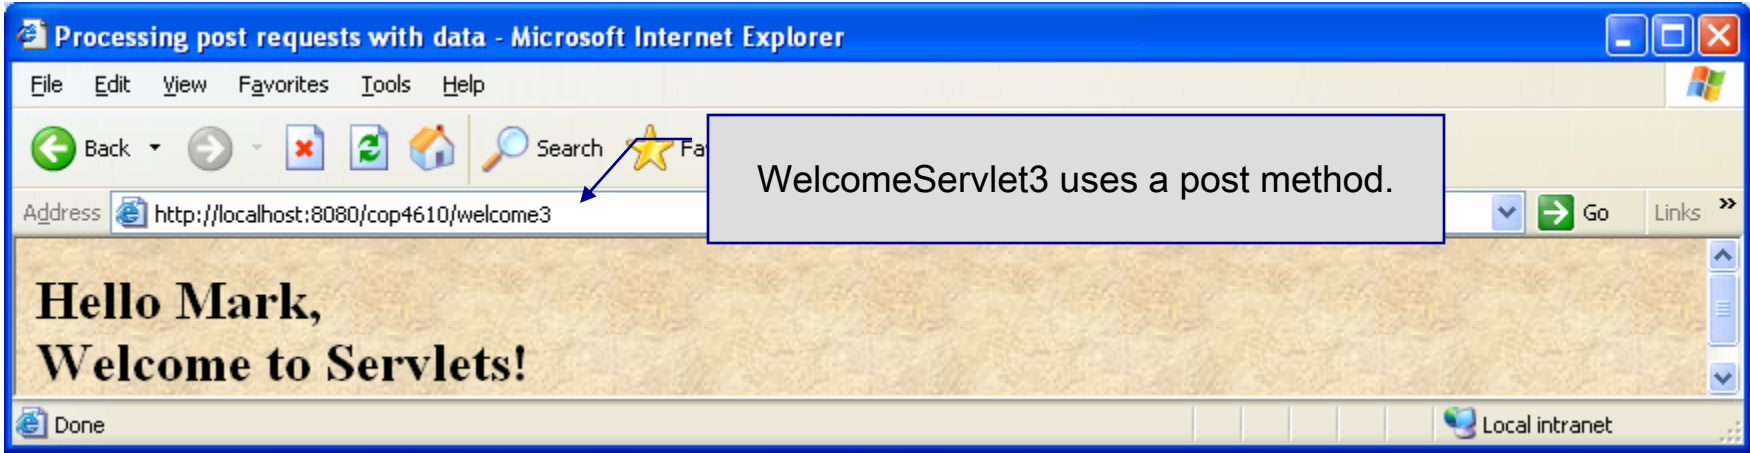 Processing post requests with data - Microsoft Internet Explorer
File Edit View Favorites Tools Help
Back Search Fa
WelcomeServlet3 uses a post method.
Address http://localhost:8080/cop4610/welcome3 Go Links »
Hello Mark,
Welcome to Servlets!
Done Local intranet